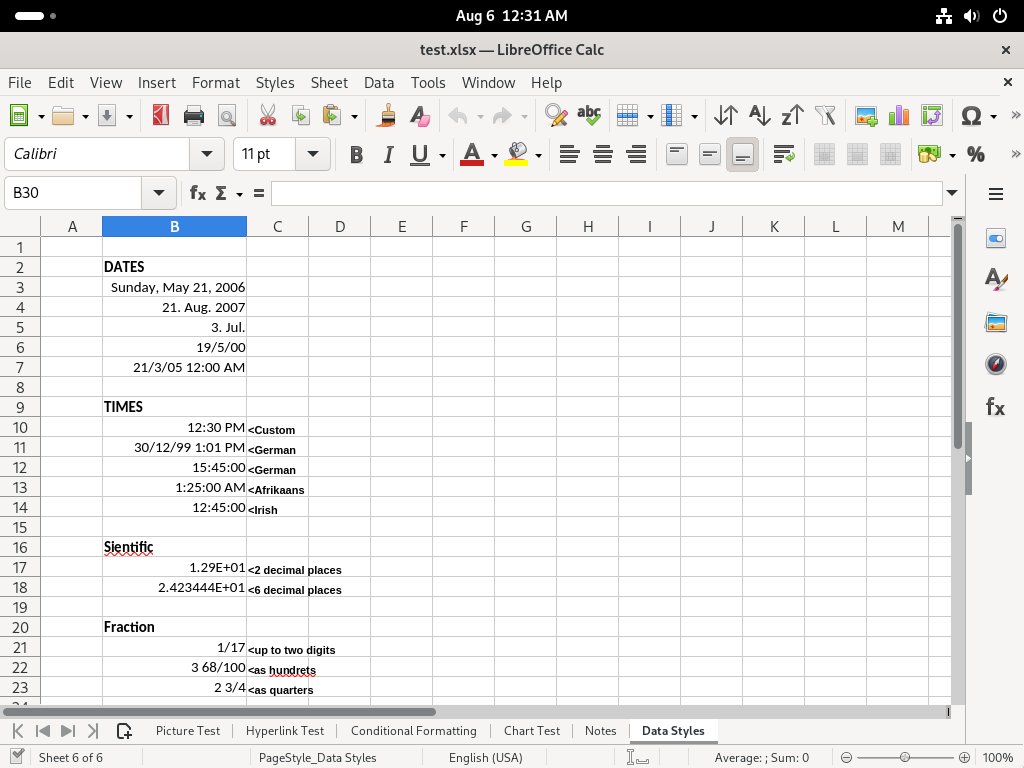 Aug 6 12:31 AM
test.xlsx — LibreOffice Calc
File Edit View Insert Format Styles Sheet Data Tools Window Help
Calibri 11 pt
B30
A B C D E F G H I J K L M
1
2 DATES
3 Sunday, May 21, 2006
4 21. Aug. 2007
5 3. Jul.
6 19/5/00
7 21/3/05 12:00 AM
8
9 TIMES
10 12:30 PM <Custom
11 30/12/99 1:01 PM <German
12 15:45:00 <German
13 1:25:00 AM <Afrikaans
14 12:45:00 <Irish
15
16 Sientific
17 1.29E+01 <2 decimal places
18 2.423444E+01 <6 decimal places
19
20 Fraction
21 1/17 <up to two digits
22 3 68/100 <as hundrets
23 2 3/4 <as quarters
24
Picture Test Hyperlink Test Conditional Formatting Chart Test Notes Data Styles
Sheet 6 of 6 PageStyle_Data Styles English (USA) Average: ; Sum: 0 100%